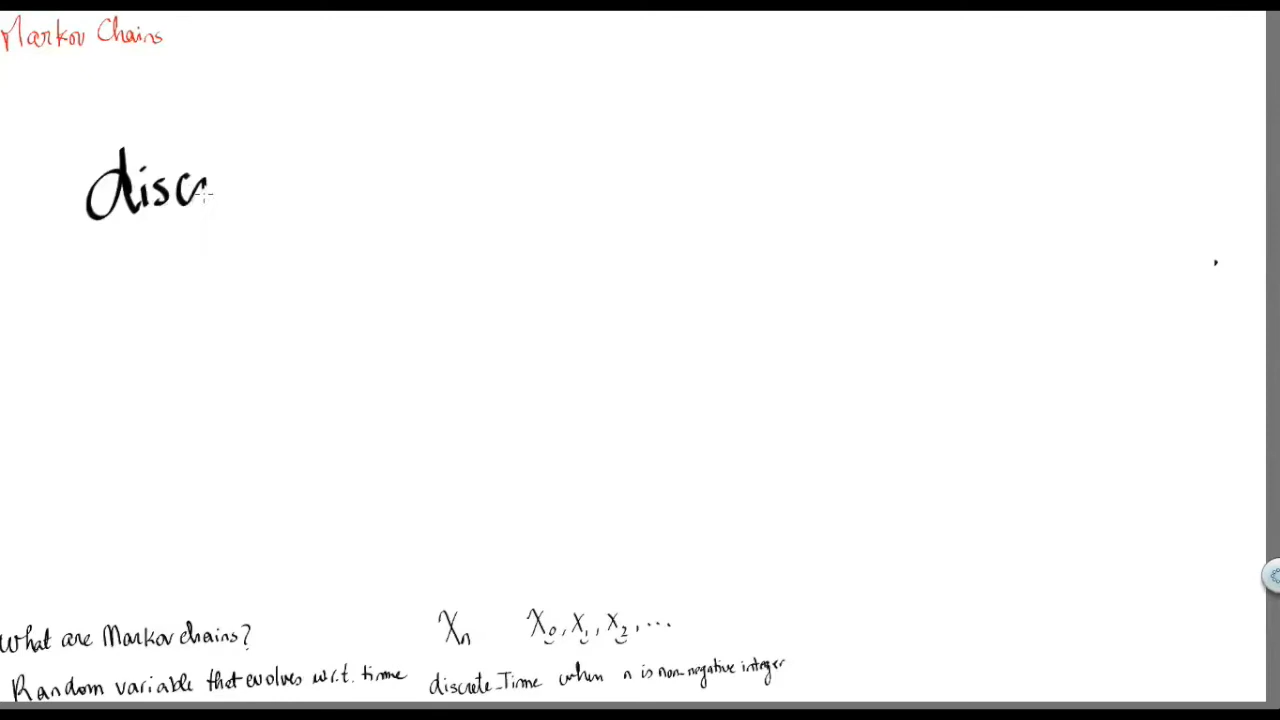 Markov Chains
disc
What are Markov chains? Xn X0, X1, X2, ...
Random variable that evolves w.r.t. time discrete-Time when n is non-negative integer